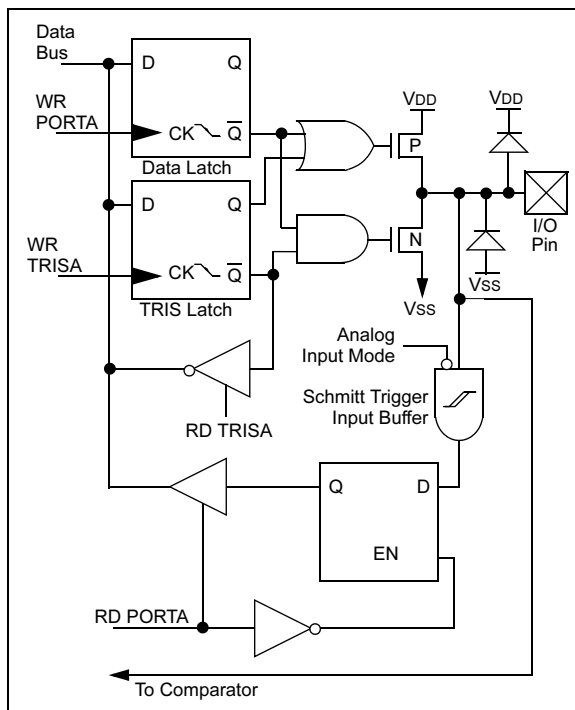 Data
Bus
D Q
WR
PORTA
VDD
VDD
CK Q
P
Data Latch
D Q
I/O
Pin
N
WR
TRISA
CK Q
VSS
TRIS Latch
VSS
Analog
Input Mode
Schmitt Trigger
Input Buffer
RD TRISA
Q D
EN
RD PORTA
To Comparator